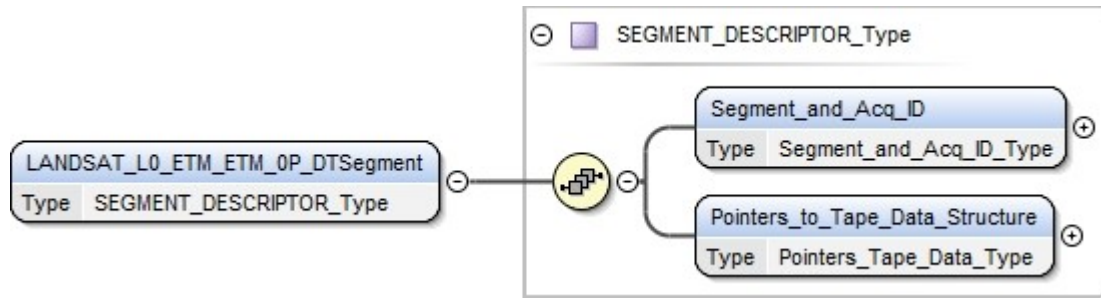 SEGMENT_DESCRIPTOR_Type
Segment_and_Acq_ID
Type Segment_and_Acq_ID_Type
LANDSAT_L0_ETM_ETM_0P_DTSegment
Type SEGMENT_DESCRIPTOR_Type
Pointers_to_Tape_Data_Structure
Type Pointers_Tape_Data_Type